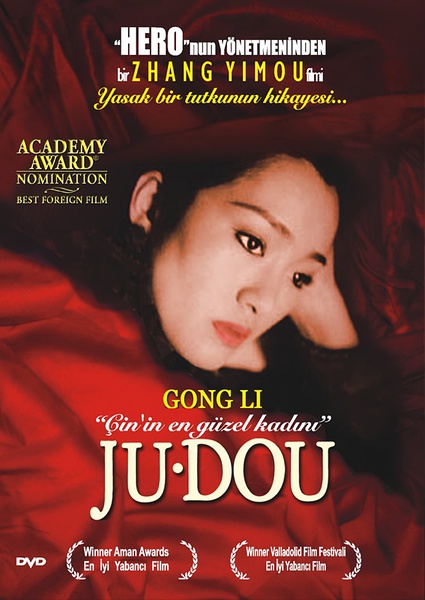 "HERO"nun YÖNETMENİNDEN
bir ZHANG YIMOU filmi
Yasak bir tutkunun hikayesi...
ACADEMY
AWARD®
NOMINATION
BEST FOREIGN FILM
GONG LI
"Çin'in en güzel kadını"
JU·DOU
DVD
Winner Aman Awards
En İyi Yabancı Film
Winner Valladolid Film Festivali
En İyi Yabancı Film